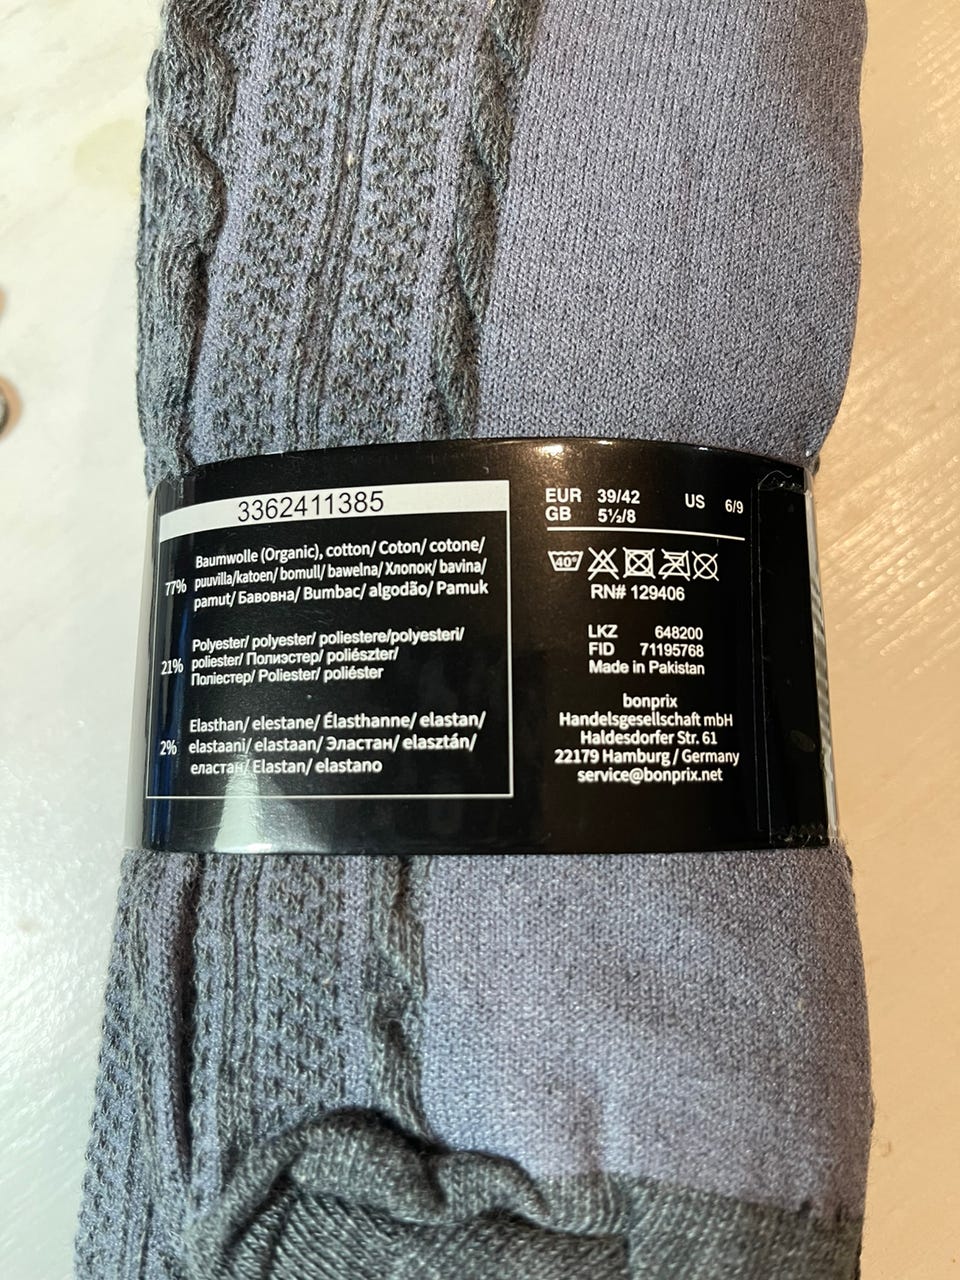 3362411385
77% Baumwolle (Organic), cotton/ Coton/ cotone/
puuvilla/katoen/ bomull/ bawelna/ Хлопок/ bavina/
pamut/ Бавовна/ Bumbac/ algodão/ Pamuk
21% Polyester/ polyester/ poliestere/polyesteri/
poliester/ Полиэстер/ poliészter/
Поліестер/ Poliester/ poliéster
2% Elasthan/ elestane/ Élasthanne/ elastan/
elastaani/ elastaan/ Эластан/ elasztán/
еластан/ Elastan/ elastano
EUR 39/42 US 6/9
GB 5½/8
40°
RN# 129406
LKZ 648200
FID 71195768
Made in Pakistan
bonprix
Handelsgesellschaft mbH
Haldesdorfer Str. 61
22179 Hamburg / Germany
service@bonprix.net